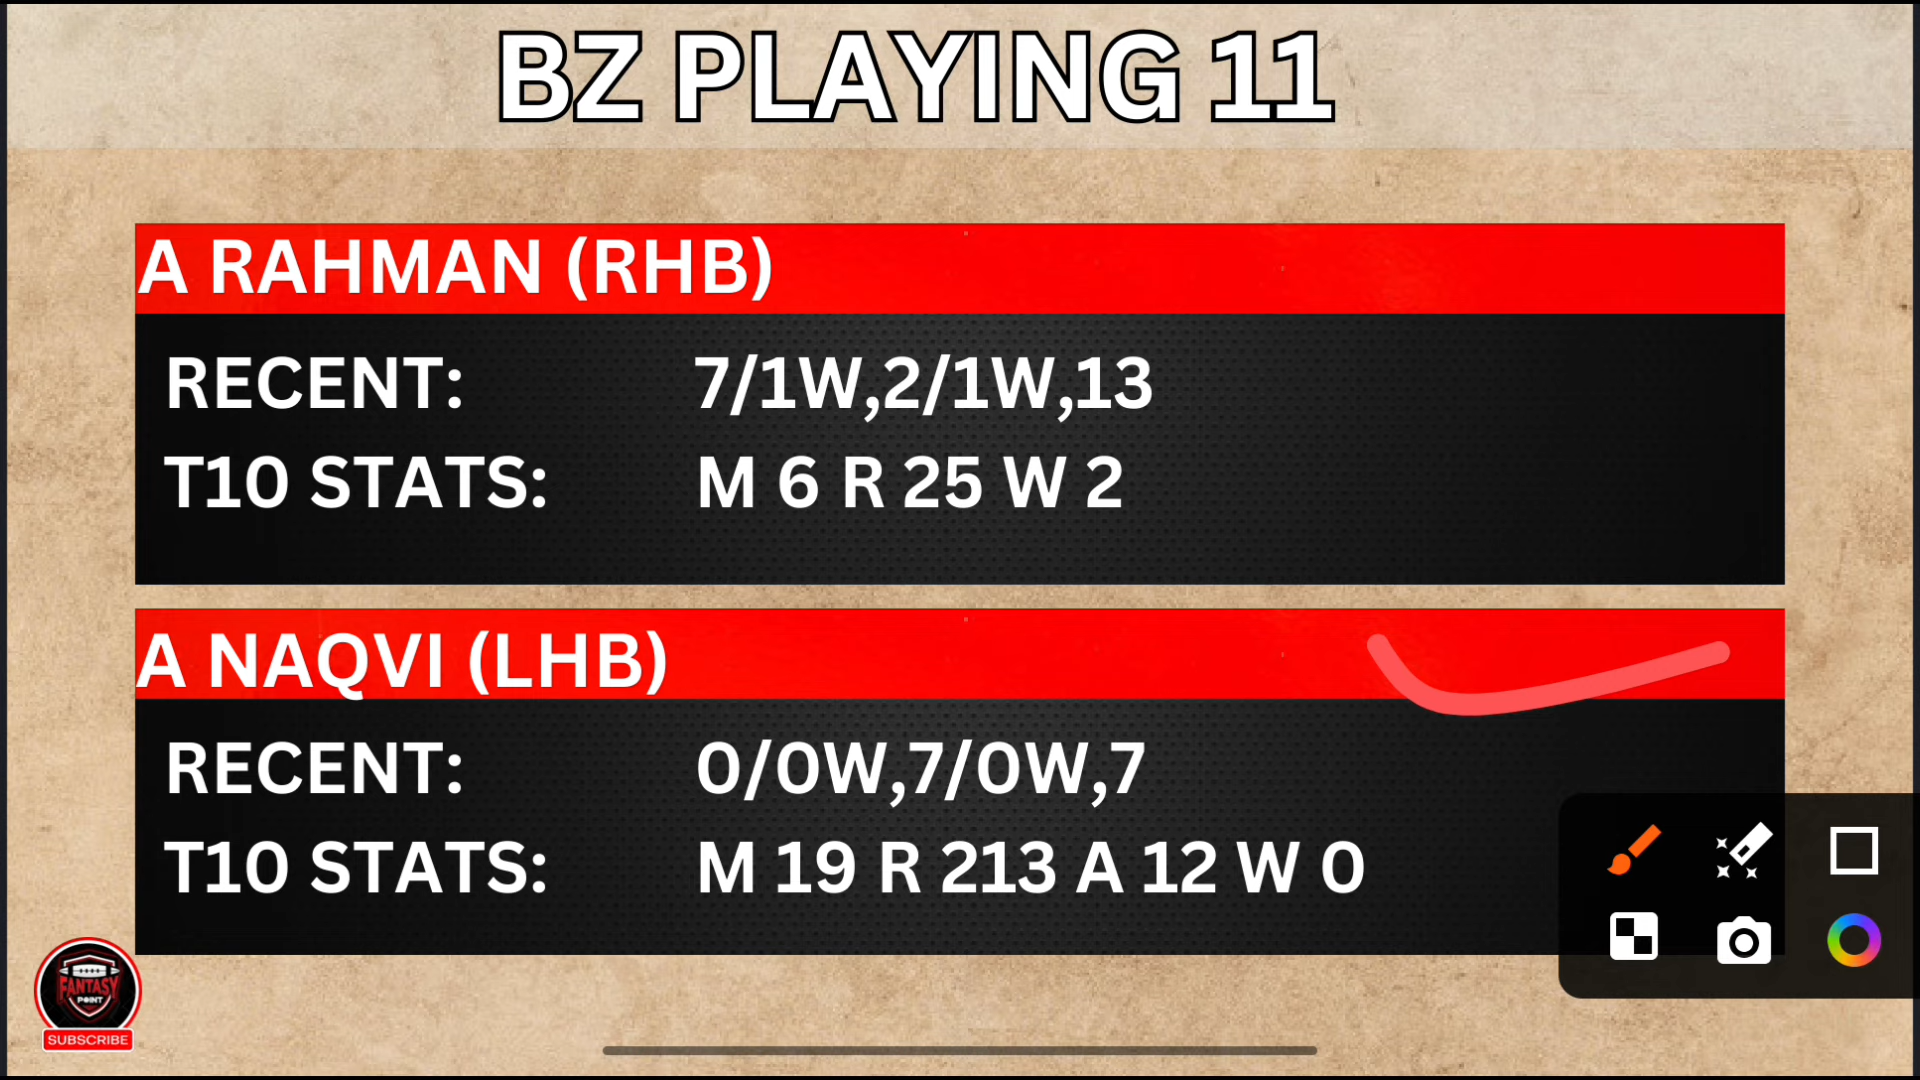 BZ PLAYING 11
A RAHMAN (RHB)
RECENT: 7/1W,2/1W,13
T10 STATS: M 6 R 25 W 2
A NAQVI (LHB)
RECENT: 0/0W,7/0W,7
T10 STATS: M 19 R 213 A 12 W 0
FANTASY
POINT
SUBSCRIBE